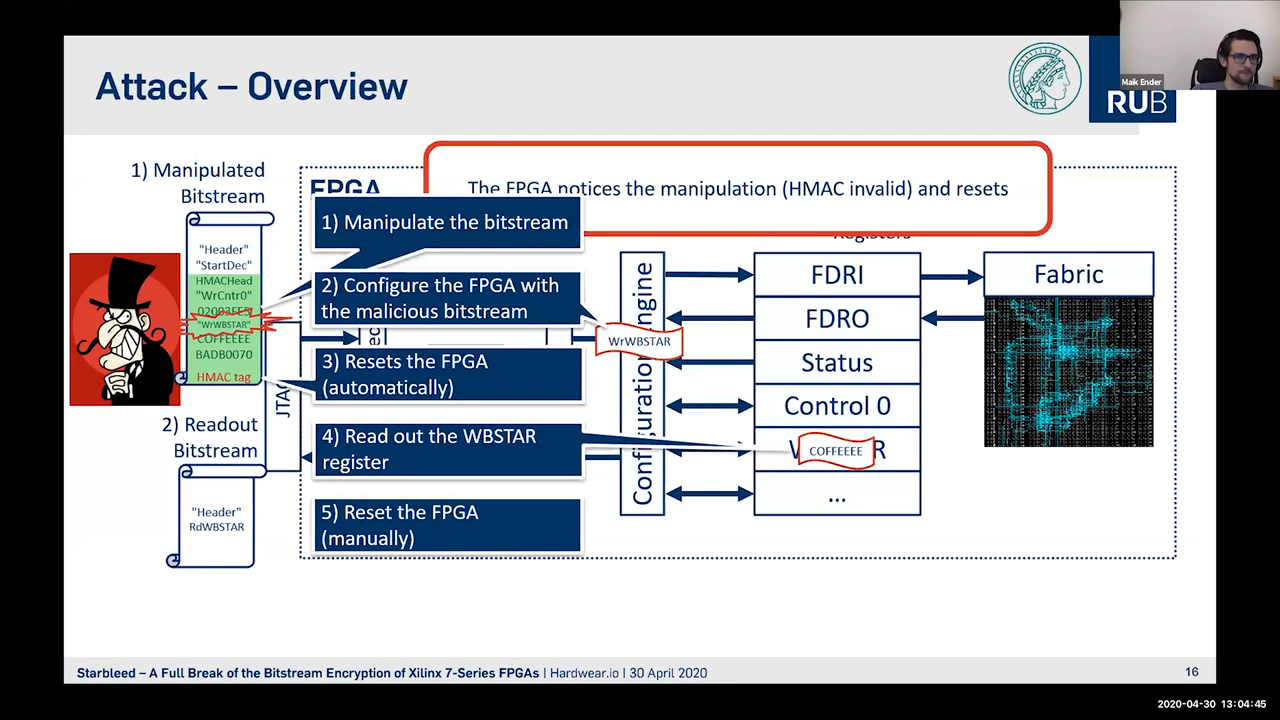 Attack – Overview
Maik Ender
RUB
1) Manipulated
Bitstream
"Header"
"StartDec"
HMACHead
"WrCntr0"
02003FE5
"WrWBSTAR"
COFFEEEE
BADB0070
HMAC tag
2) Readout
Bitstream
"Header"
RdWBSTAR
FPGA
The FPGA notices the manipulation (HMAC invalid) and resets
1) Manipulate the bitstream
2) Configure the FPGA with
the malicious bitstream
3) Resets the FPGA
(automatically)
4) Read out the WBSTAR
register
5) Reset the FPGA
(manually)
WrWBSTAR
Registers
FDRI
FDRO
Status
Control 0
COFFEEEE
...
Fabric
Starbleed – A Full Break of the Bitstream Encryption of Xilinx 7-Series FPGAs | Hardwear.io | 30 April 2020
16
2020-04-30 13:04:45